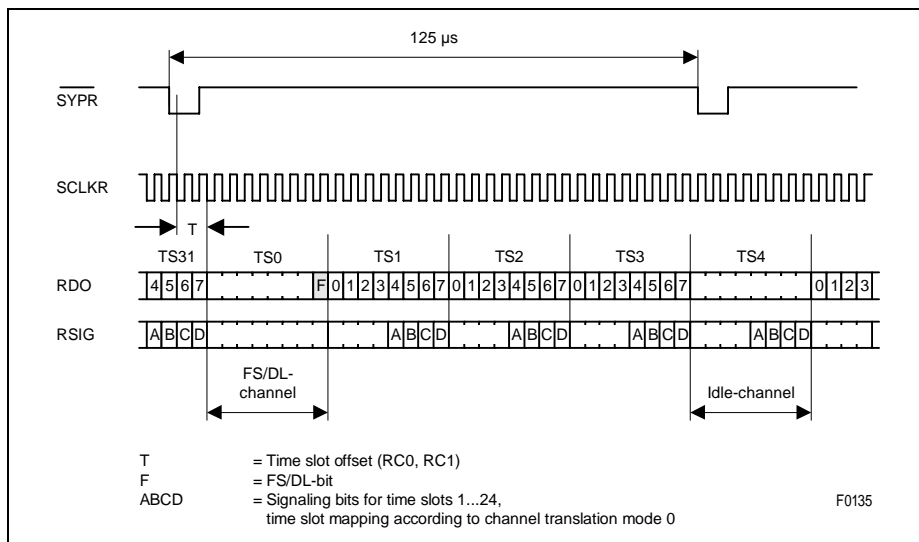 125 µs
SYPR
SCLKR
T
TS31 TS0 TS1 TS2 TS3 TS4
RDO 4 5 6 7 F 0 1 2 3 4 5 6 7 0 1 2 3 4 5 6 7 0 1 2 3 4 5 6 7 0 1 2 3
RSIG A B C D A B C D A B C D A B C D A B C D
FS/DL-
channel
Idle-channel
T = Time slot offset (RC0, RC1)
F = FS/DL-bit
ABCD = Signaling bits for time slots 1...24,
time slot mapping according to channel translation mode 0
F0135